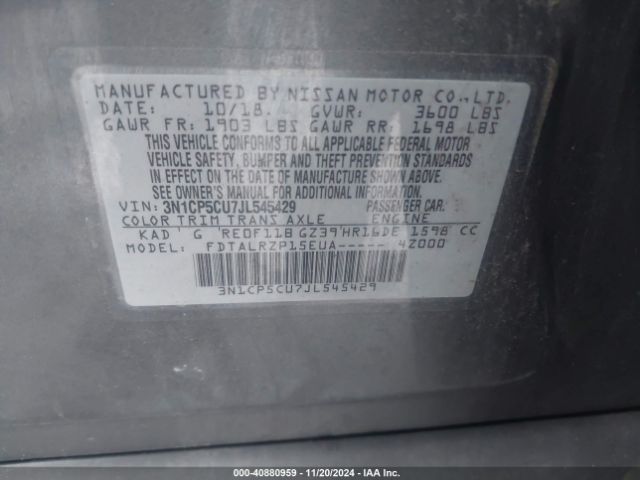 MANUFACTURED BY NISSAN MOTOR CO.,LTD.
DATE: 10/18. GVWR: 3600 LBS
GAWR FR: 1903 LBS GAWR RR: 1698 LBS
THIS VEHICLE CONFORMS TO ALL APPLICABLE FEDERAL MOTOR
VEHICLE SAFETY, BUMPER AND THEFT PREVENTION STANDARDS
IN EFFECT ON THE DATE OF MANUFACTURE SHOWN ABOVE.
SEE OWNER'S MANUAL FOR ADDITIONAL INFORMATION.
VIN: 3N1CP5CU7JL545429 PASSENGER CAR.
COLOR TRIM TRANS AXLE ENGINE
KAD G RE0F11B GZ39 HR16DE 1598 CC
MODEL: FDTALRZP15EUA----- 4Z000
3N1CP5CU7JL545429
000-40880959 - 11/20/2024 - IAA Inc.